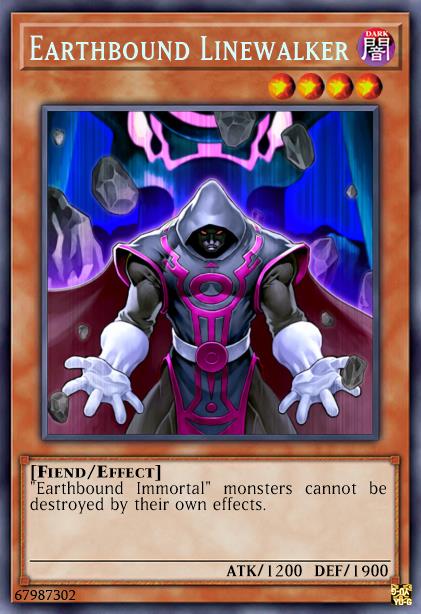 Earthbound Linewalker
DARK
闇
[Fiend/Effect]
"Earthbound Immortal" monsters cannot be
destroyed by their own effects.
ATK/1200 DEF/1900
67987302